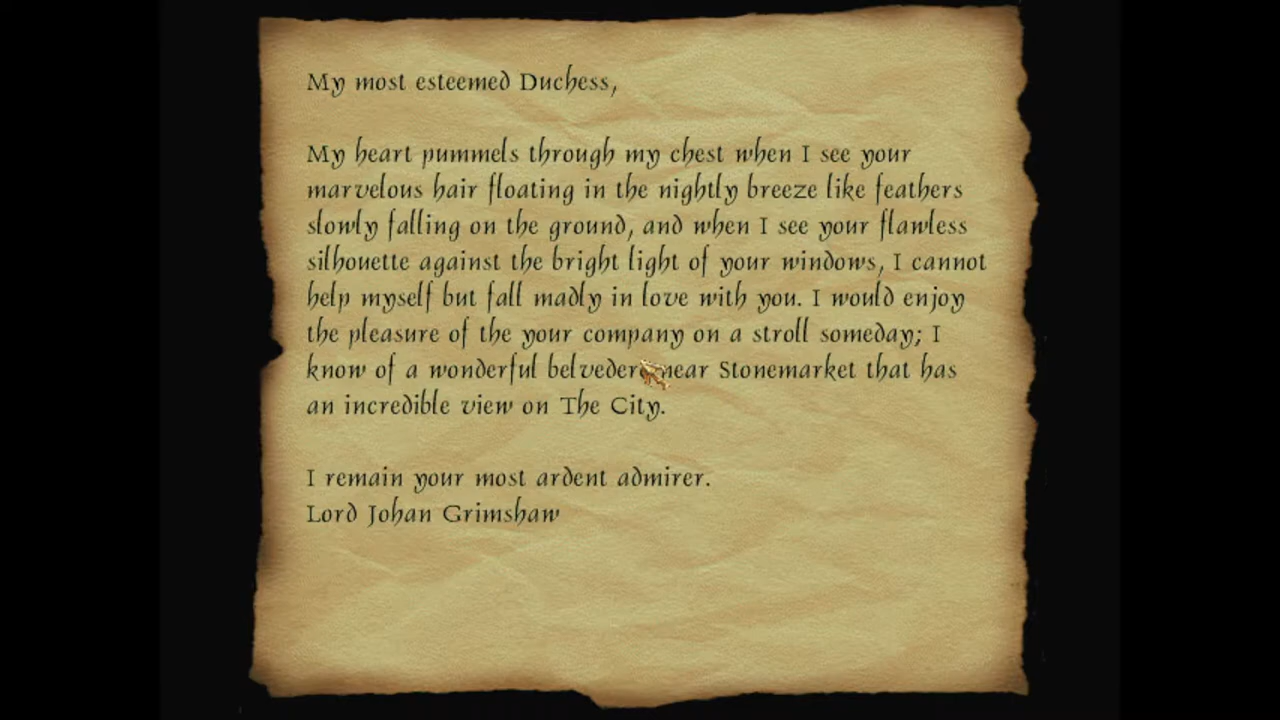 My most esteemed Duchess,
My heart pummels through my chest when I see your
marvelous hair floating in the nightly breeze like feathers
slowly falling on the ground, and when I see your flawless
silhouette against the bright light of your windows, I cannot
help myself but fall madly in love with you. I would enjoy
the pleasure of the your company on a stroll someday; I
know of a wonderful belvedere near Stonemarket that has
an incredible view on The City.
I remain your most ardent admirer.
Lord Johan Grimshaw